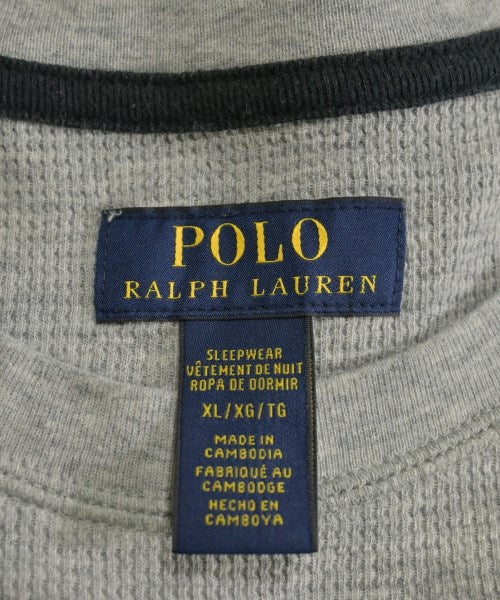 POLO
RALPH LAUREN
SLEEPWEAR
VÊTEMENT DE NUIT
ROPA DE DORMIR
XL/XG/TG
MADE IN
CAMBODIA
FABRIQUÉ AU
CAMBODGE
HECHO EN
CAMBOYA